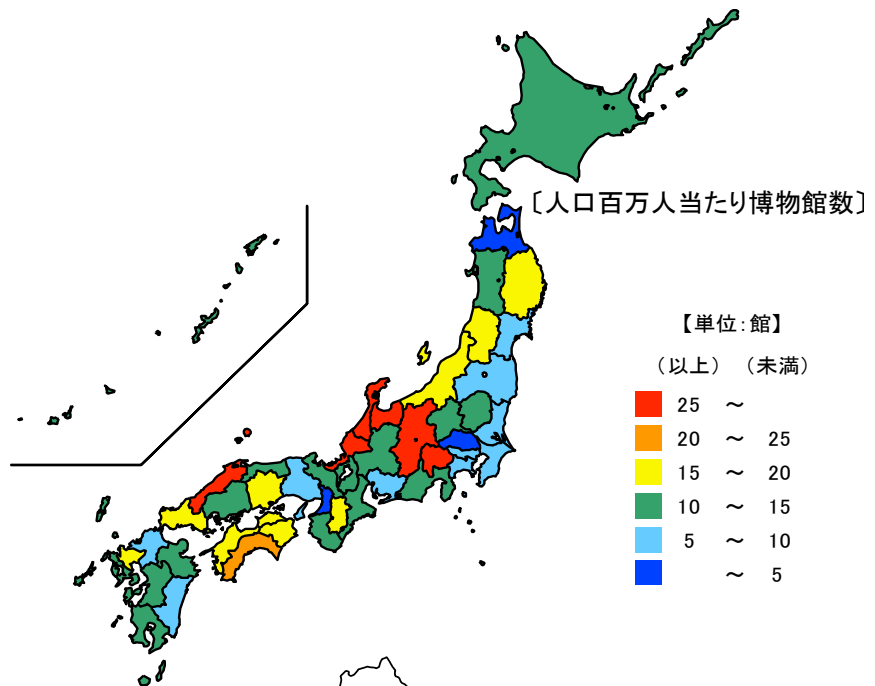 〔人口百万人当たり博物館数〕
【単位:館】
(以上) (未満)
25 ～
20 ～ 25
15 ～ 20
10 ～ 15
5 ～ 10
～ 5